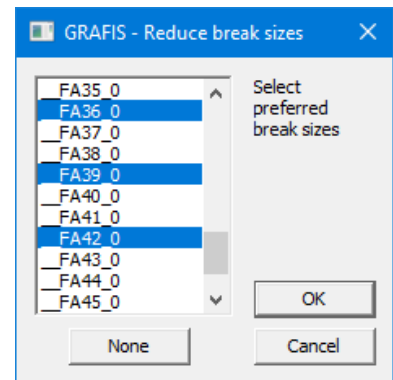 GRAFIS - Reduce break sizes
__FA35_0
__FA36_0
__FA37_0
__FA38_0
__FA39_0
__FA40_0
__FA41_0
__FA42_0
__FA43_0
__FA44_0
__FA45_0
Select
preferred
break sizes
OK
None
Cancel